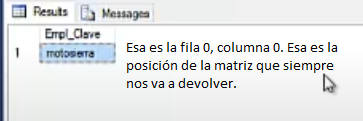 Results Messages
Empl_Clave
1 motosierra
Esa es la fila 0, columna 0. Esa es la
posición de la matriz que siempre
nos va a devolver.